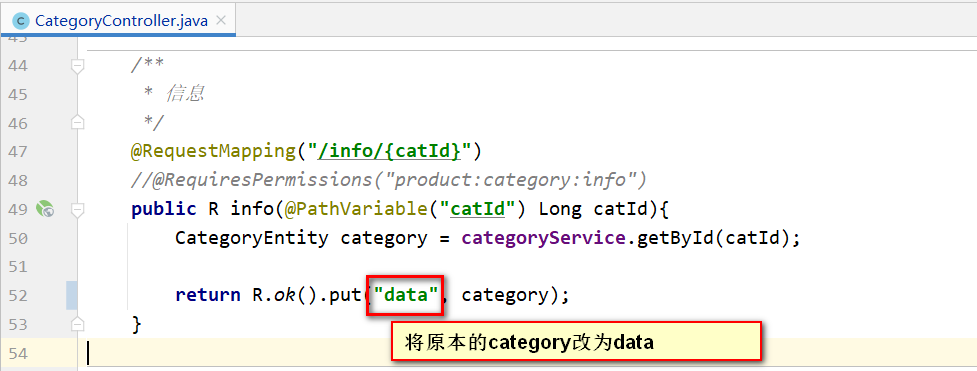 CategoryController.java
43
44 /**
45 * 信息
46 */
47 @RequestMapping("/info/{catId}")
48 //@RequiresPermissions("product:category:info")
49 public R info(@PathVariable("catId") Long catId){
50 CategoryEntity category = categoryService.getById(catId);
51
52 return R.ok().put("data", category);
53 }
将原本的category改为data
54